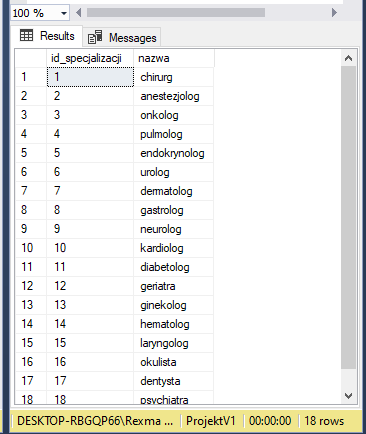 100 %
Results Messages
id_specjalizacji nazwa
1 1 chirurg
2 2 anestezjolog
3 3 onkolog
4 4 pulmolog
5 5 endokrynolog
6 6 urolog
7 7 dermatolog
8 8 gastrolog
9 9 neurolog
10 10 kardiolog
11 11 diabetolog
12 12 geriatra
13 13 ginekolog
14 14 hematolog
15 15 laryngolog
16 16 okulista
17 17 dentysta
18 18 psychiatra
DESKTOP-RBGQP66\Rexma ... ProjektV1 00:00:00 18 rows